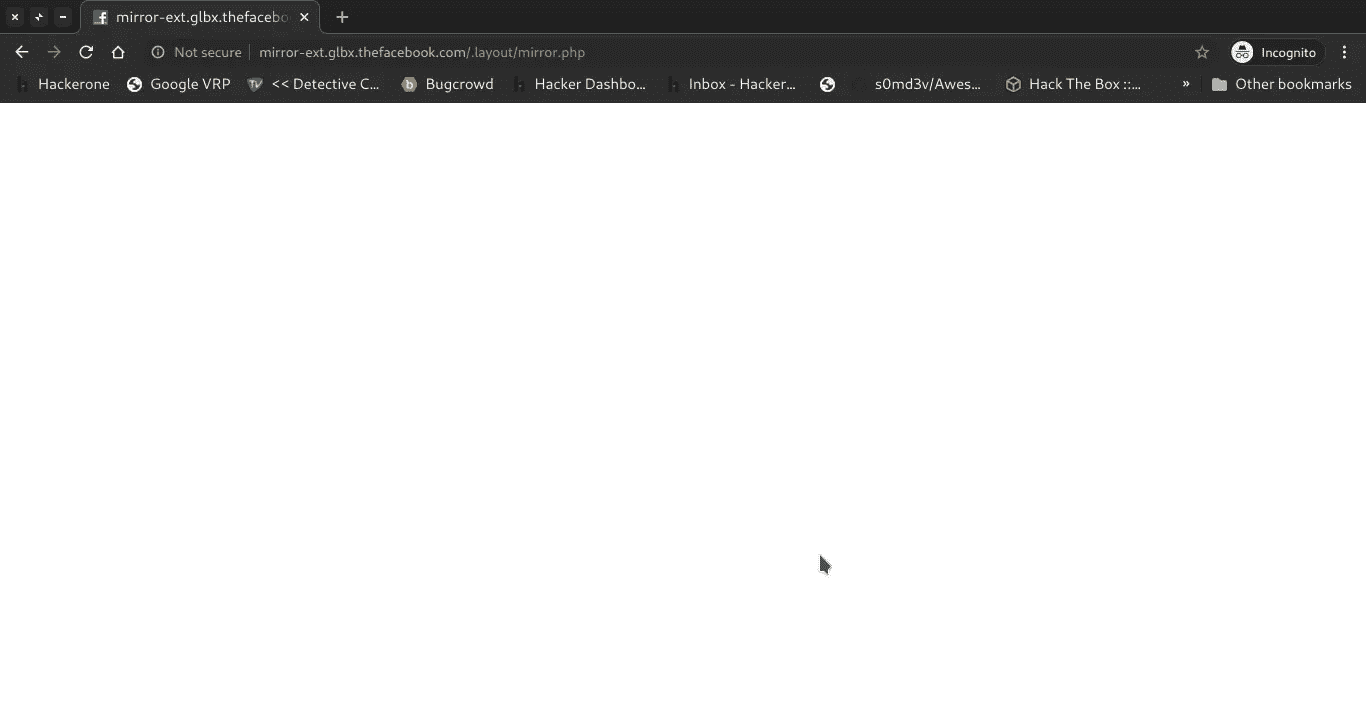 mirror-ext.glbx.thefacebo
Not secure mirror-ext.glbx.thefacebook.com/.layout/mirror.php Incognito
Hackerone Google VRP << Detective C... Bugcrowd Hacker Dashbo... Inbox - Hacker... s0md3v/Awes... Hack The Box ::... » Other bookmarks